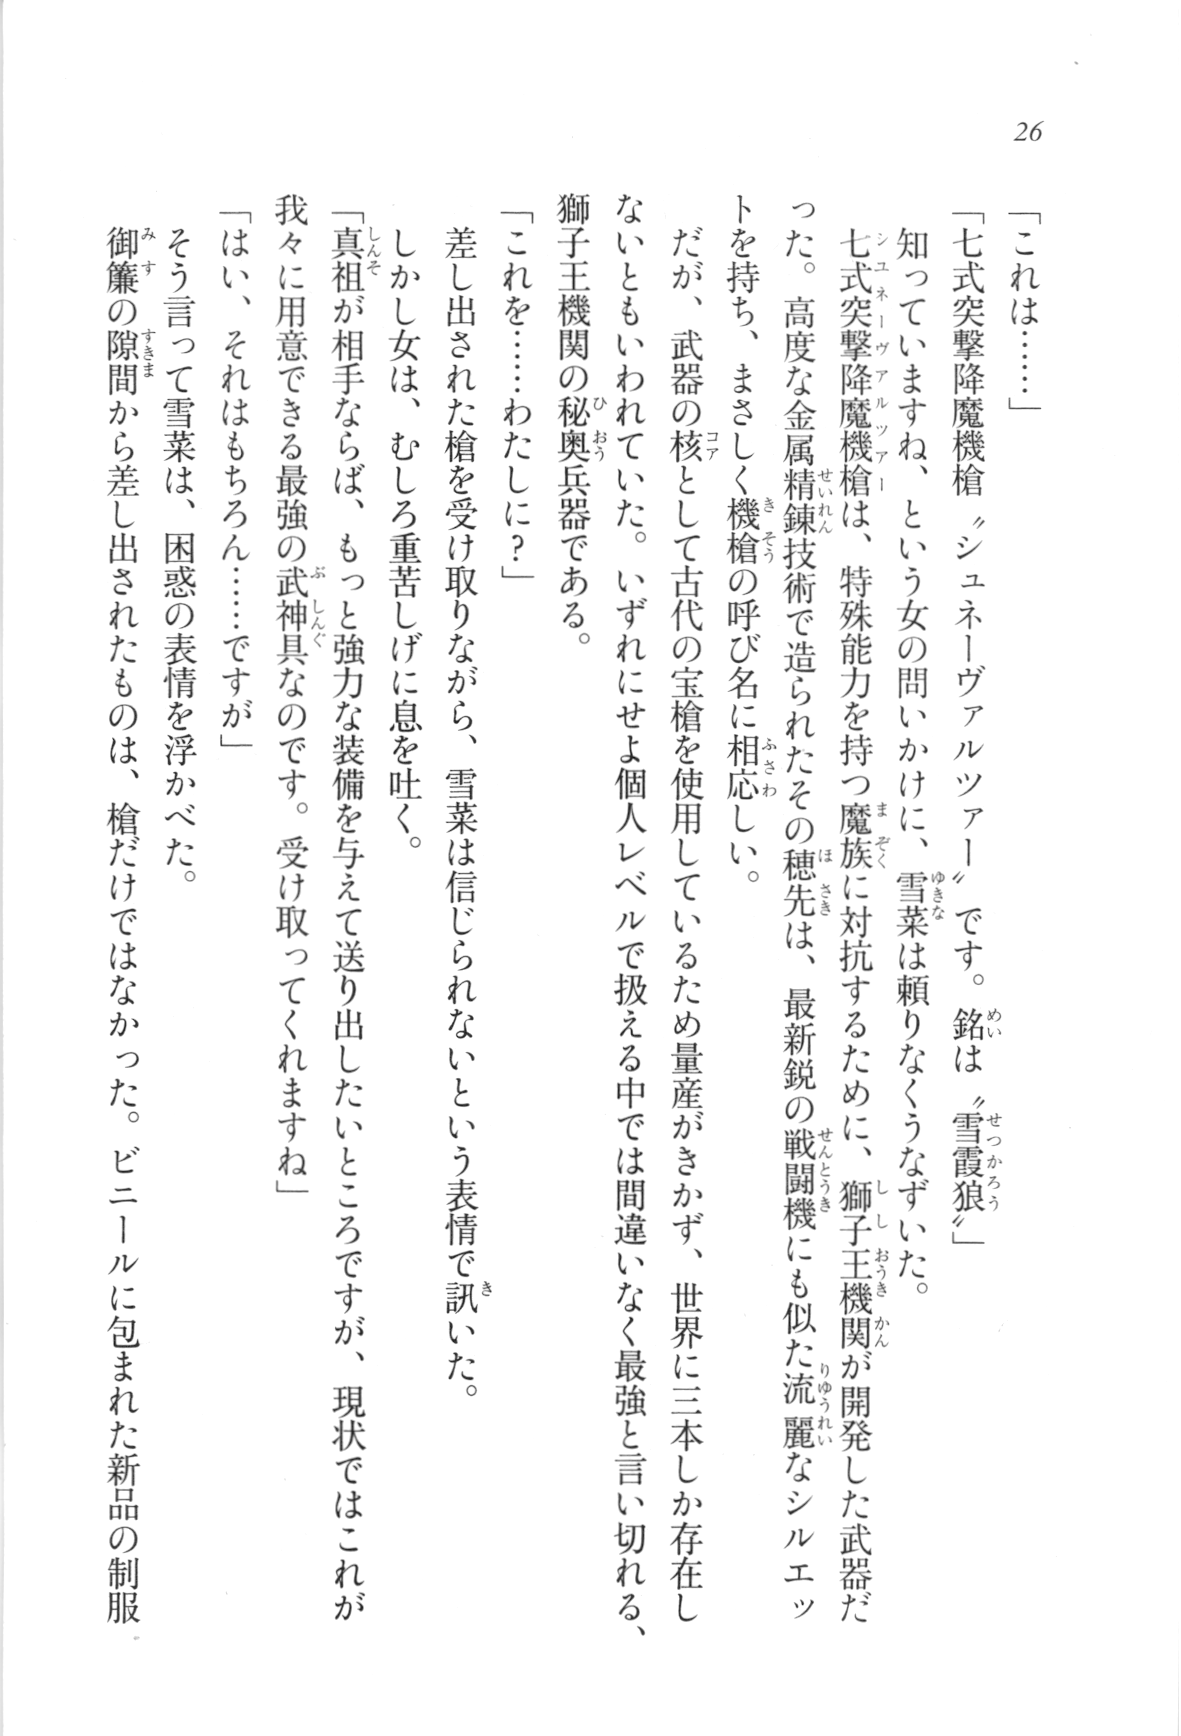 26
「これは……」
「七式突撃降魔機槍〝シュネーヴァルツァー〟です。銘は〝雪霞狼〟」
知っていますね、という女の問いかけに、雪菜は頼りなくうなずいた。
七式突撃降魔機槍は、特殊能力を持つ魔族に対抗するために、獅子王機関が開発した武器だ
った。高度な金属精錬技術で造られたその穂先は、最新鋭の戦闘機にも似た流麗なシルエッ
トを持ち、まさしく機槍の呼び名に相応しい。
だが、武器の核として古代の宝槍を使用しているため量産がきかず、世界に三本しか存在し
ないともいわれていた。いずれにせよ個人レベルで扱える中では間違いなく最強と言い切れる、
獅子王機関の秘奥兵器である。
「これを……わたしに？」
差し出された槍を受け取りながら、雪菜は信じられないという表情で訊いた。
しかし女は、むしろ重苦しげに息を吐く。
「真祖が相手ならば、もっと強力な装備を与えて送り出したいところですが、現状ではこれが
我々に用意できる最強の武神具なのです。受け取ってくれますね」
「はい、それはもちろん……ですが」
そう言って雪菜は、困惑の表情を浮かべた。
御簾の隙間から差し出されたものは、槍だけではなかった。ビニールに包まれた新品の制服